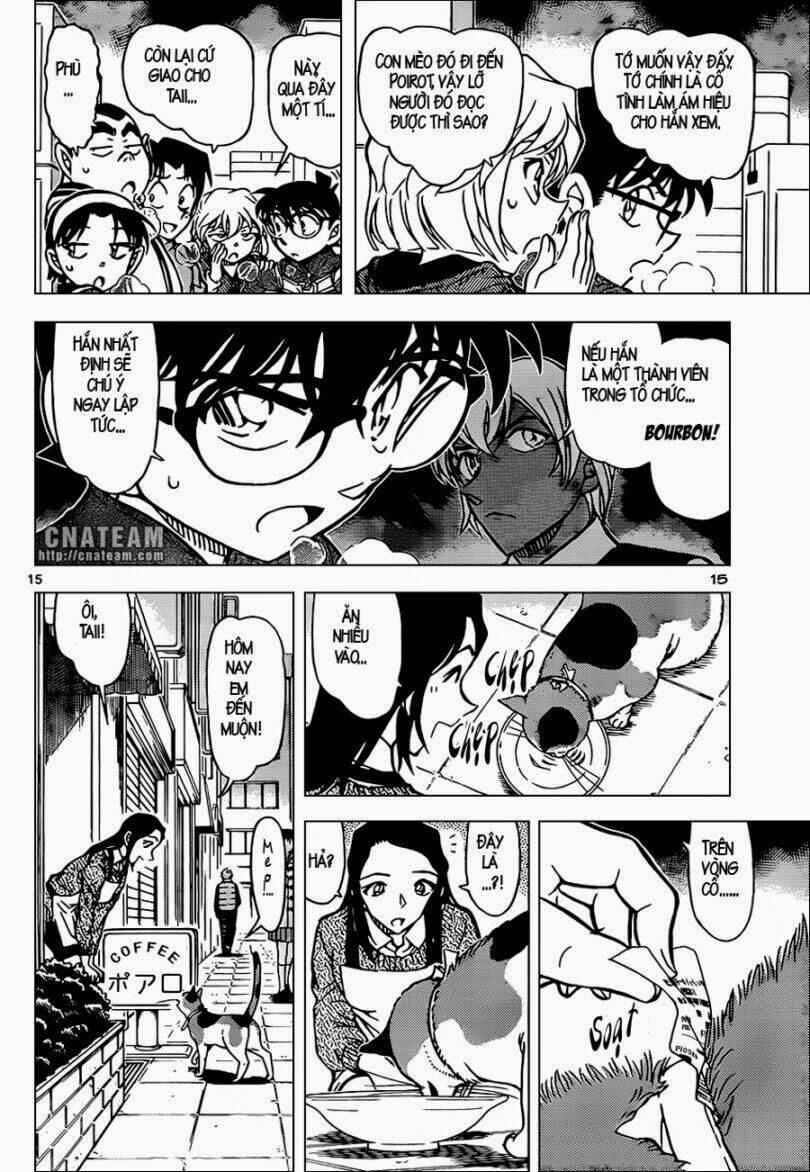 PHÙ
...
CÒN LẠI CỨ
GIAO CHO
TAII...
NÀY,
QUA ĐÂY
MỘT TÍ...
CON MÈO ĐÓ ĐI ĐẾN
POIROT, VẬY LỠ
NGƯỜI ĐÓ ĐỌC
ĐƯỢC THÌ SAO?
TỚ MUỐN VẬY ĐẤY.
TỚ CHÍNH LÀ CỐ
TÌNH LÀM ÁM HIỆU
CHO HẮN XEM.
HẮN NHẤT
ĐỊNH SẼ
CHÚ Ý
NGAY LẬP
TỨC...
NẾU HẮN
LÀ MỘT THÀNH VIÊN
TRONG TỔ CHỨC...
BOURBON!
CNATEAM
http://cnateam.com
15
15
ÔI,
TAII!
HÔM
NAY
EM
ĐẾN
MUỘN!
Mep
....
COFFEE
ポアロ
ĂN
NHIỀU
VÀO...
CHẸP
CHẸP
HẢ?
ĐÂY
LÀ
...?!
TRÊN
VÒNG
CỔ......
SOẠT